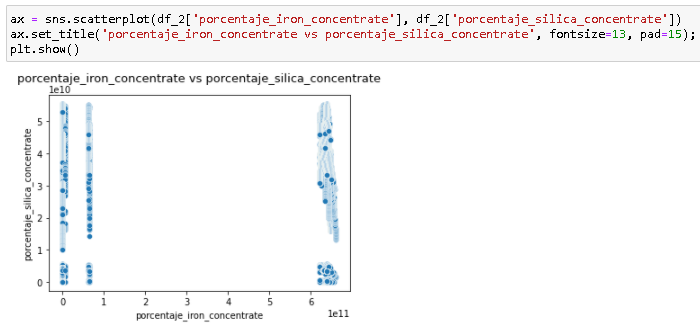 ax = sns.scatterplot(df_2['porcentaje_iron_concentrate'], df_2['porcentaje_silica_concentrate'])
ax.set_title('porcentaje_iron_concentrate vs porcentaje_silica_concentrate', fontsize=13, pad=15);
plt.show()
porcentaje_iron_concentrate vs porcentaje_silica_concentrate
1e10
5
4
3
2
1
0
porcentaje_silica_concentrate
0 1 2 3 4 5 6
1e11
porcentaje_iron_concentrate